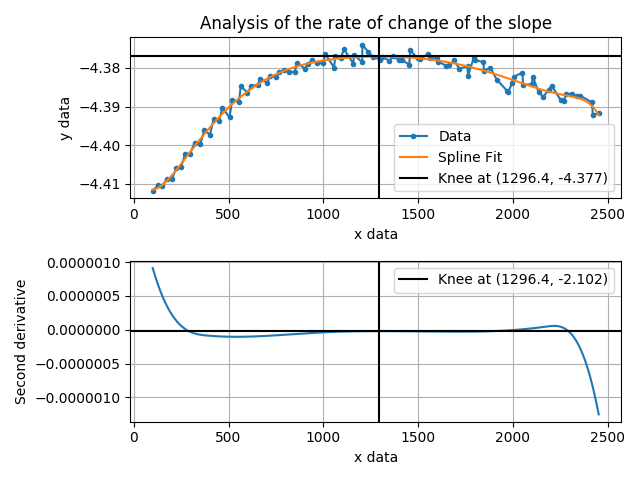 Analysis of the rate of change of the slope
−4.38
−4.39
−4.40
−4.41
y data
Data
Spline Fit
Knee at (1296.4, -4.377)
0 500 1000 1500 2000 2500
x data
0.0000010
0.0000005
0.0000000
−0.0000005
−0.0000010
Second derivative
Knee at (1296.4, -2.102)
0 500 1000 1500 2000 2500
x data